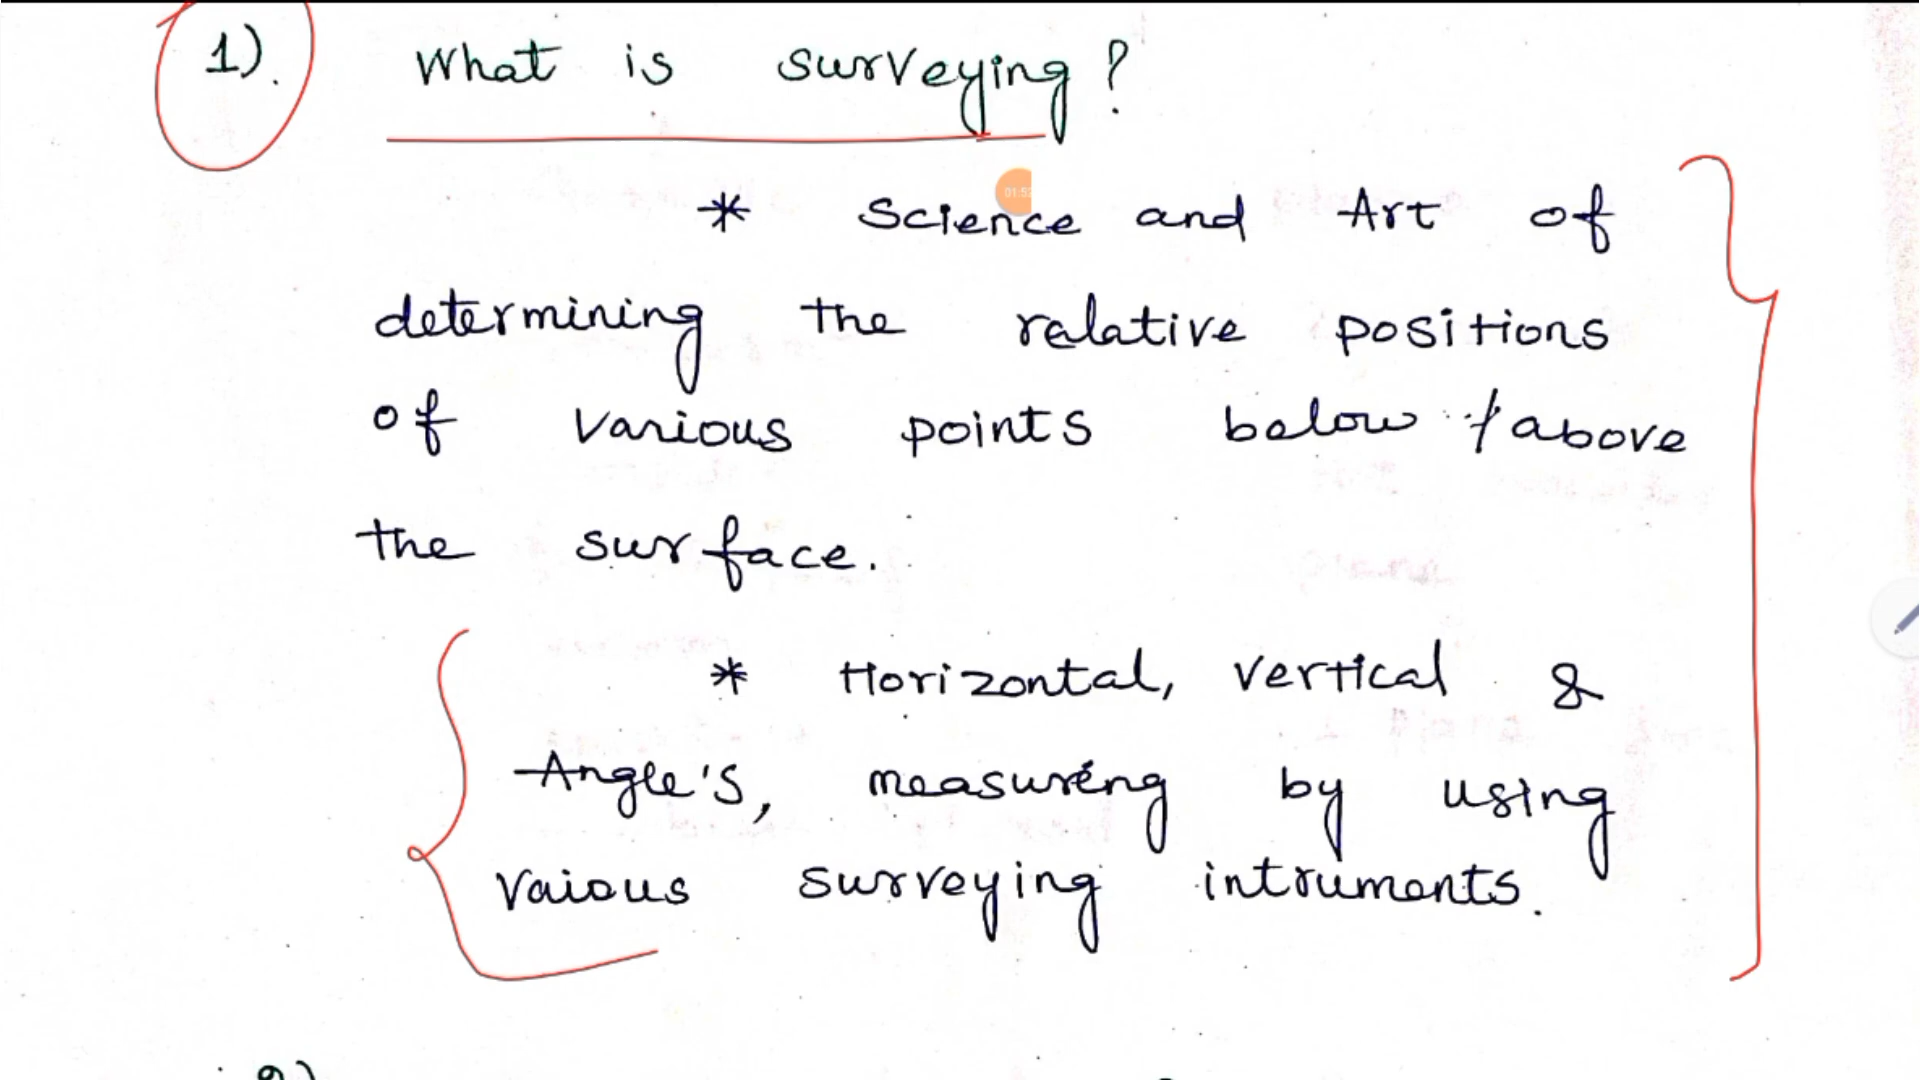 1). What is surveying?
* Science and Art of
determining the relative positions
of various points below / above
the surface.
* Horizontal, vertical &
Angle's, measuring by using
vaious surveying intruments.
2)